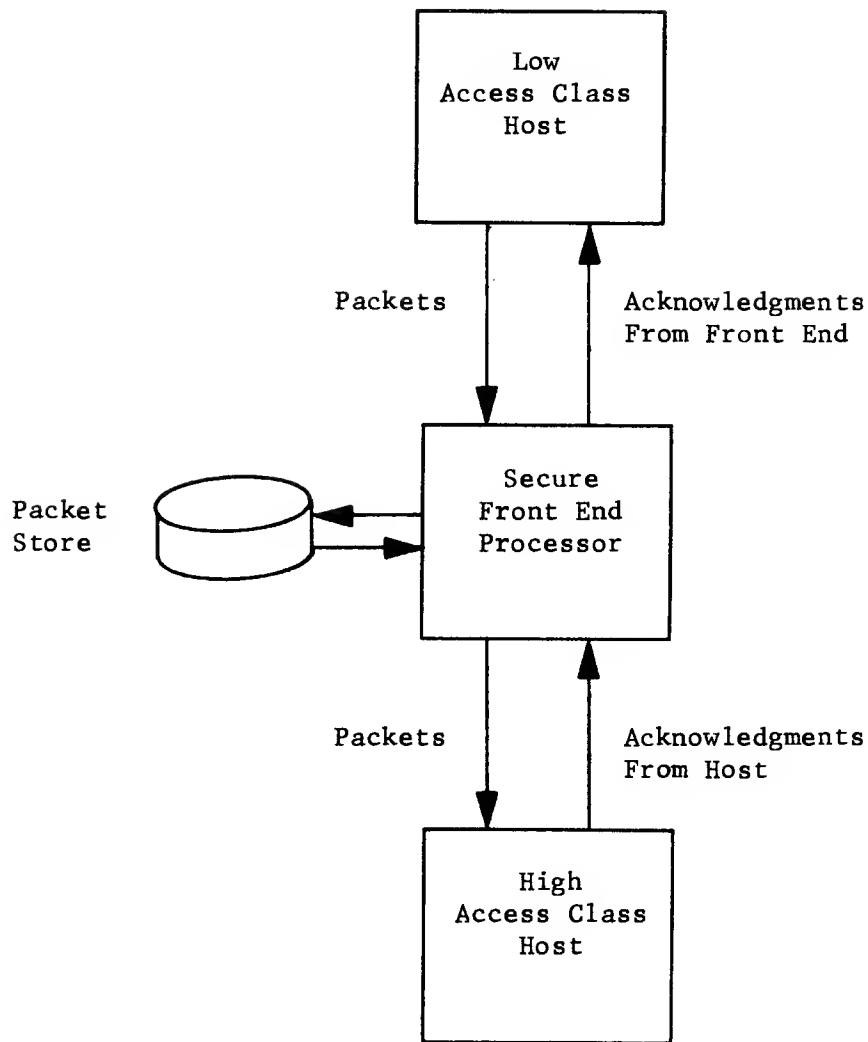 Low
Access Class
Host
Packets
Acknowledgments
From Front End
Packet
Store
Secure
Front End
Processor
Packets
Acknowledgments
From Host
High
Access Class
Host